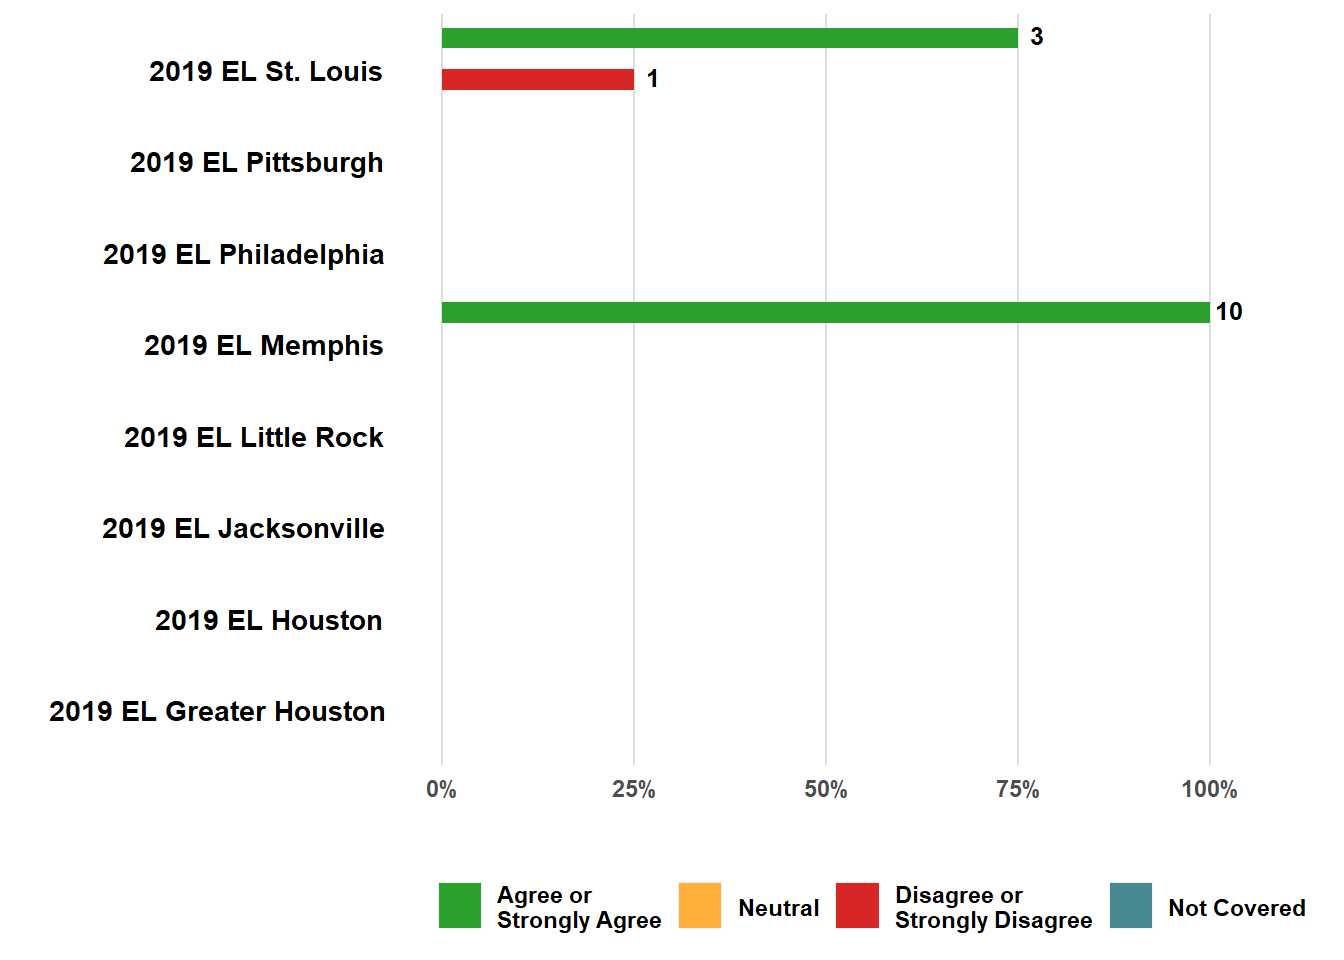 3
2019 EL St. Louis
1
2019 EL Pittsburgh
2019 EL Philadelphia
10
2019 EL Memphis
2019 EL Little Rock
2019 EL Jacksonville
2019 EL Houston
2019 EL Greater Houston
0% 25% 50% 75% 100%
Agree or
Strongly Agree
Neutral
Disagree or
Strongly Disagree
Not Covered